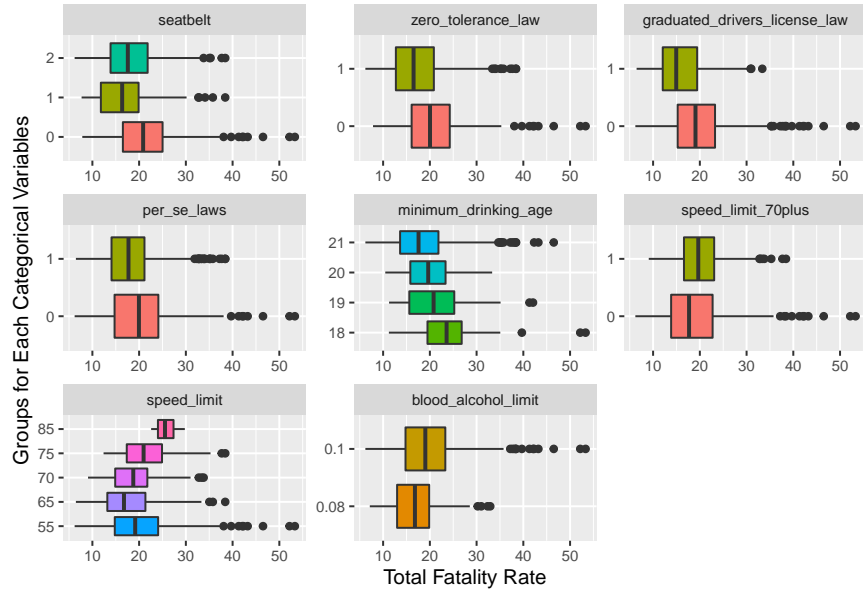 seatbelt
zero_tolerance_law
graduated_drivers_license_law
2
1
0
1
0
1
0
10 20 30 40 50
10 20 30 40 50
10 20 30 40 50
per_se_laws
minimum_drinking_age
speed_limit_70plus
1
0
21
20
19
18
1
0
10 20 30 40 50
10 20 30 40 50
10 20 30 40 50
speed_limit
blood_alcohol_limit
85
75
70
65
55
0.1
0.08
10 20 30 40 50
10 20 30 40 50
Total Fatality Rate
Groups for Each Categorical Variables